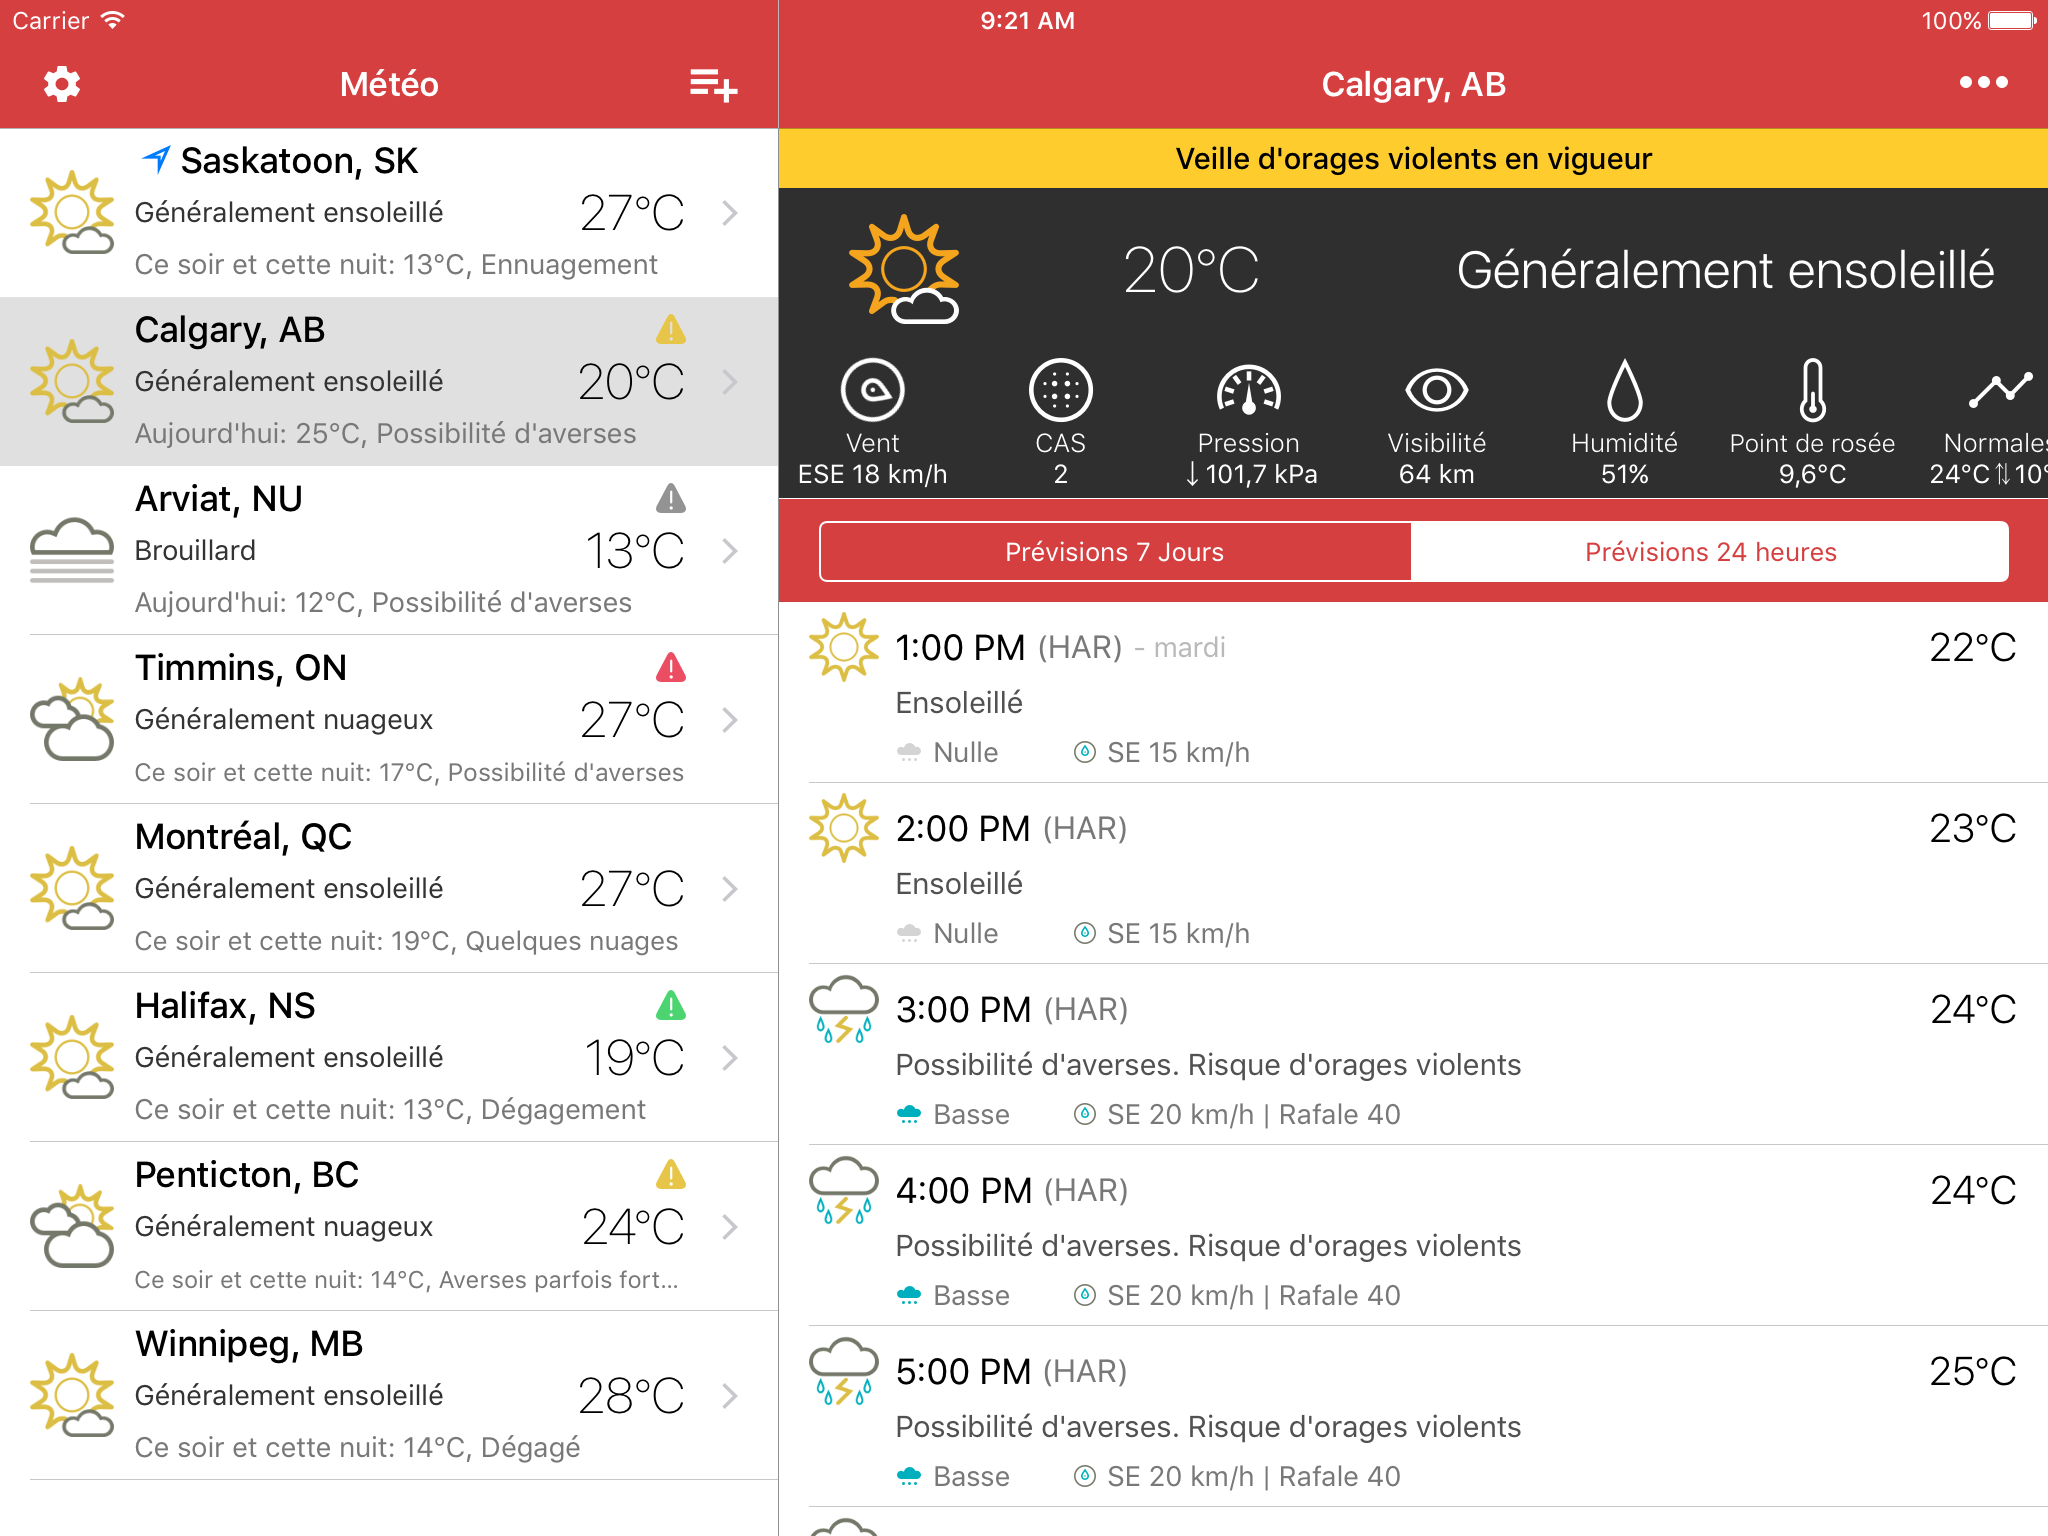 Carrier
9:21 AM
100%
Météo
Calgary, AB
Saskatoon, SK
Généralement ensoleillé
27°C
Ce soir et cette nuit: 13°C, Ennuagement
Calgary, AB
Généralement ensoleillé
20°C
Aujourd'hui: 25°C, Possibilité d'averses
Arviat, NU
Brouillard
13°C
Aujourd'hui: 12°C, Possibilité d'averses
Timmins, ON
Généralement nuageux
27°C
Ce soir et cette nuit: 17°C, Possibilité d'averses
Montréal, QC
Généralement ensoleillé
27°C
Ce soir et cette nuit: 19°C, Quelques nuages
Halifax, NS
Généralement ensoleillé
19°C
Ce soir et cette nuit: 13°C, Dégagement
Penticton, BC
Généralement nuageux
24°C
Ce soir et cette nuit: 14°C, Averses parfois fort...
Winnipeg, MB
Généralement ensoleillé
28°C
Ce soir et cette nuit: 14°C, Dégagé
Veille d'orages violents en vigueur
20°C
Généralement ensoleillé
Vent
ESE 18 km/h
CAS
2
Pression
↓101,7 kPa
Visibilité
64 km
Humidité
51%
Point de rosée
9,6°C
Normales
24°C⇅10°
Prévisions 7 Jours
Prévisions 24 heures
1:00 PM (HAR) - mardi
22°C
Ensoleillé
Nulle
SE 15 km/h
2:00 PM (HAR)
23°C
Ensoleillé
Nulle
SE 15 km/h
3:00 PM (HAR)
24°C
Possibilité d'averses. Risque d'orages violents
Basse
SE 20 km/h | Rafale 40
4:00 PM (HAR)
24°C
Possibilité d'averses. Risque d'orages violents
Basse
SE 20 km/h | Rafale 40
5:00 PM (HAR)
25°C
Possibilité d'averses. Risque d'orages violents
Basse
SE 20 km/h | Rafale 40